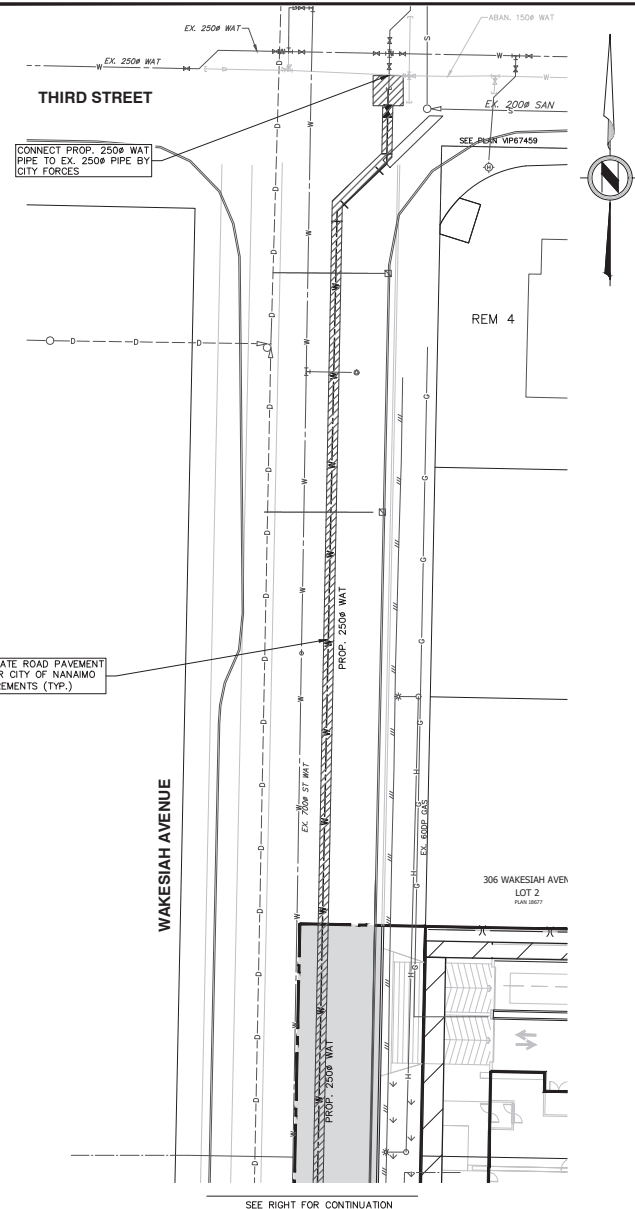 EX. 250ø WAT
ABAN. 150ø WAT
EX. 250ø WAT
THIRD STREET
EX. 200ø SAN
SEE PLAN VIP67459
CONNECT PROP. 250ø WAT
PIPE TO EX. 250ø PIPE BY
CITY FORCES
REM 4
PROP. 250ø WAT
ATE ROAD PAVEMENT
R CITY OF NANAIMO
REMENTS (TYP.)
EX. 700ø ST WAT
WAKESIAH AVENUE
EX. 60DP GAS
306 WAKESIAH AVEN
LOT 2
PLAN 18677
PROP. 250ø WAT
SEE RIGHT FOR CONTINUATION